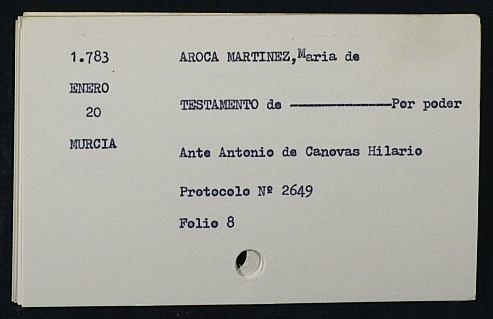 1.783 AROCA MARTINEZ,Maria de
ENERO
20 TESTAMENTO de ——————Por poder
MURCIA
Ante Antonio de Canovas Hilario
Protocolo Nº 2649
Folio 8